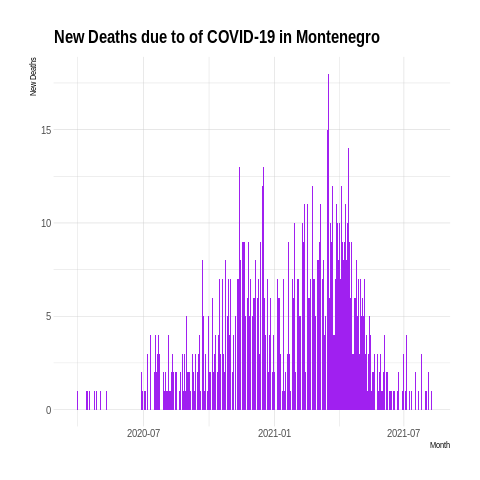 New Deaths due to of COVID-19 in Montenegro
New Deaths
15
10
5
0
2020-07 2021-01 2021-07
Month